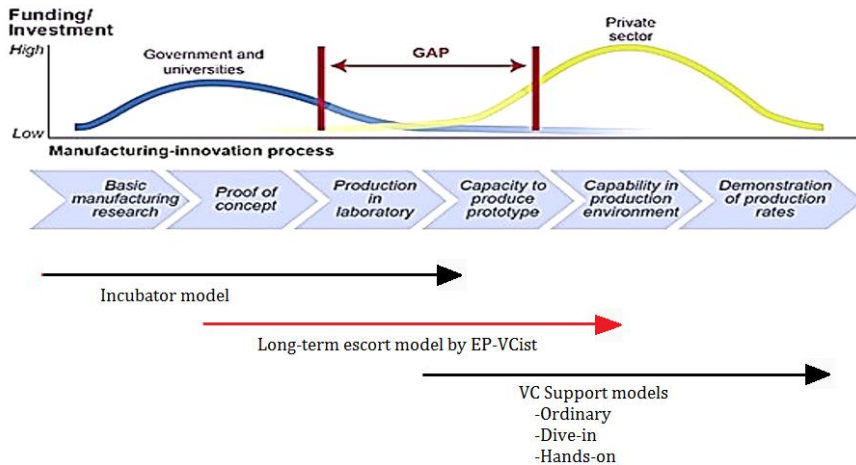 Funding/
Investment
High
Low
Government and
universities
GAP
Private
sector
Manufacturing-innovation process
Basic
manufacturing
research
Proof of
concept
Production
in
laboratory
Capacity to
produce
prototype
Capability in
production
environment
Demonstration
of production
rates
Incubator model
Long-term escort model by EP-VCist
VC Support models
-Ordinary
-Dive-in
-Hands-on